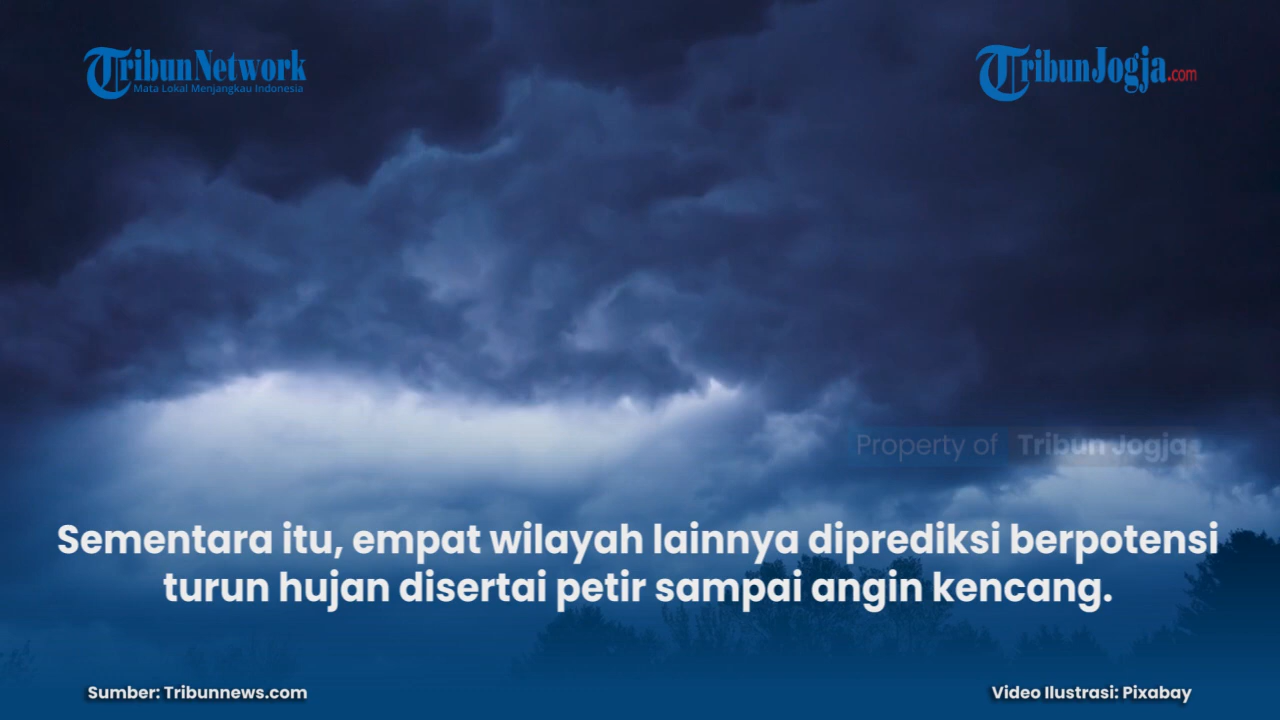 TribunNetwork
Mata Lokal Menjangkau Indonesia
TribunJogja.com
Property of Tribun Jogja
Sementara itu, empat wilayah lainnya diprediksi berpotensi
turun hujan disertai petir sampai angin kencang.
Sumber: Tribunnews.com
Video Ilustrasi: Pixabay